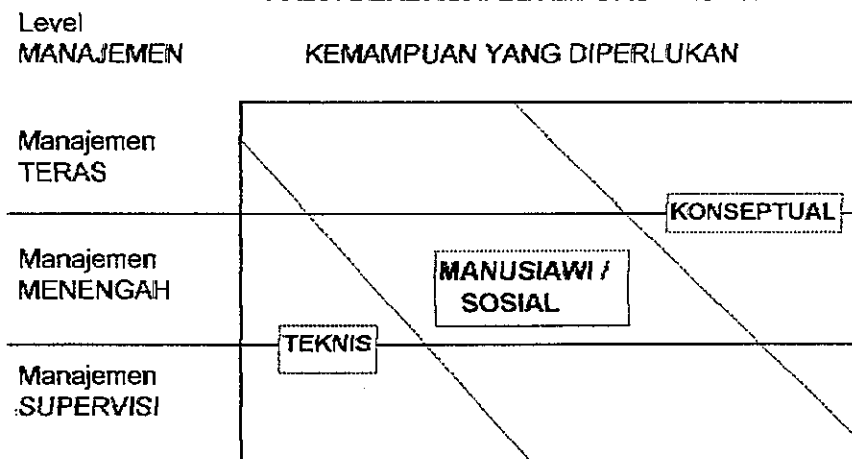 Level
MANAJEMEN
KEMAMPUAN YANG DIPERLUKAN
Manajemen
TERAS
KONSEPTUAL
Manajemen
MENENGAH
MANUSIAWI /
SOSIAL
TEKNIS
Manajemen
SUPERVISI